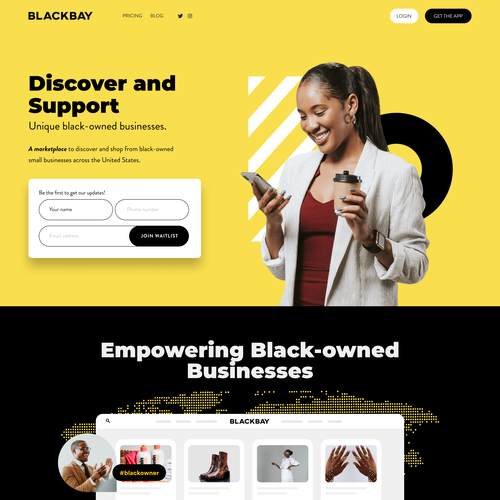 BLACKBAY PRICING BLOG LOGIN GET THE APP
Discover and
Support
Unique black-owned businesses.
A marketplace to discover and shop from black-owned
small businesses across the United States.
Be the first to get our updates!
Your name Phone number
Email address JOIN WAITLIST
Empowering Black-owned
Businesses
BLACKBAY
#blackowner